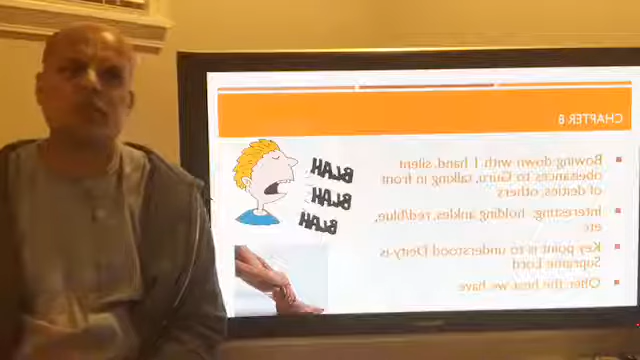 CHAPTER 8
Bowing down with 1 hand, silent
obeisances to Guru, talking in front
of deities, others
Interesting- holding ankles, red/blue,
etc
Key point is to understood Deity is
Supreme Lord
Offer the best we have
BLAH
BLAH
BLAH